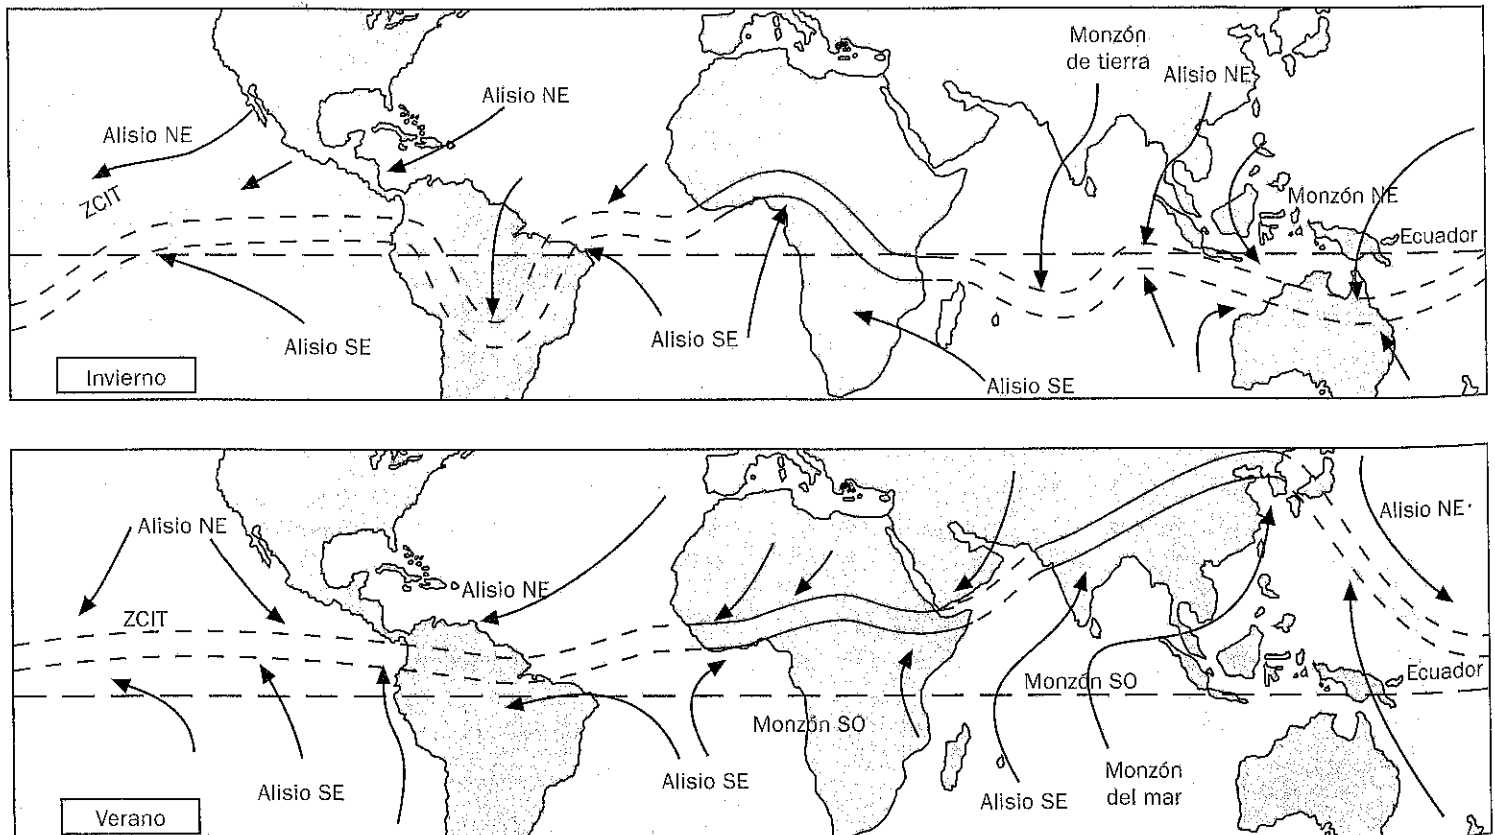 Monzón
de tierra
Alisio NE
Alisio NE
Alisio NE
ZCIT
Monzón NE
Ecuador
Alisio SE
Alisio SE
Alisio SE
Invierno
Alisio NE
Alisio NE
Alisio NE
ZCIT
Ecuador
Monzón SO
Monzón SO
Alisio SE
Alisio SE
Alisio SE
Monzón
del mar
Verano